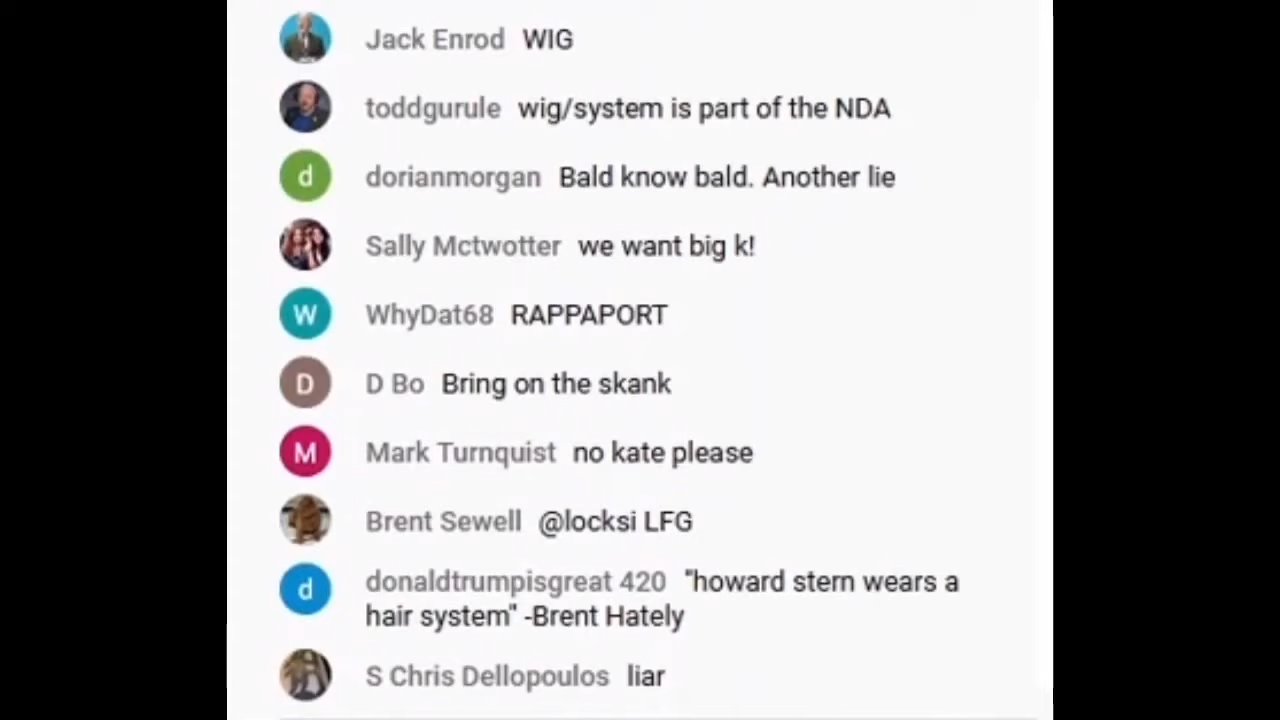 Jack Enrod WIG
toddgurule wig/system is part of the NDA
d dorianmorgan Bald know bald. Another lie
Sally Mctwotter we want big k!
W WhyDat68 RAPPAPORT
D D Bo Bring on the skank
M Mark Turnquist no kate please
Brent Sewell @locksi LFG
d donaldtrumpisgreat 420 "howard stern wears a
hair system" -Brent Hately
S Chris Dellopoulos liar